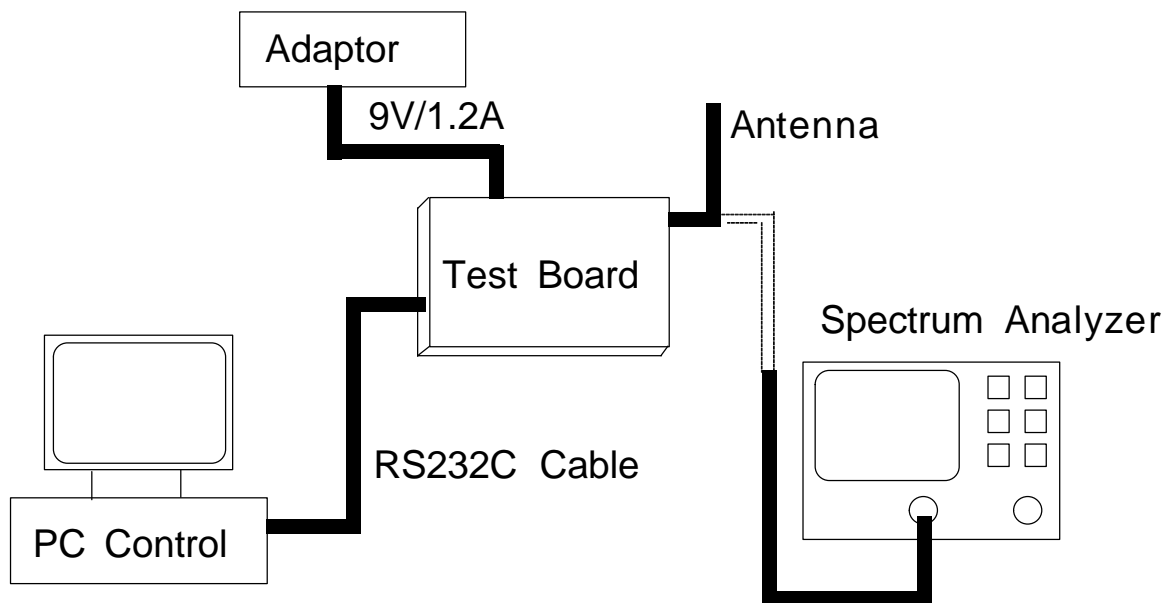 Adaptor
9V/1.2A
Antenna
Test Board
Spectrum Analyzer
RS232C Cable
PC Control